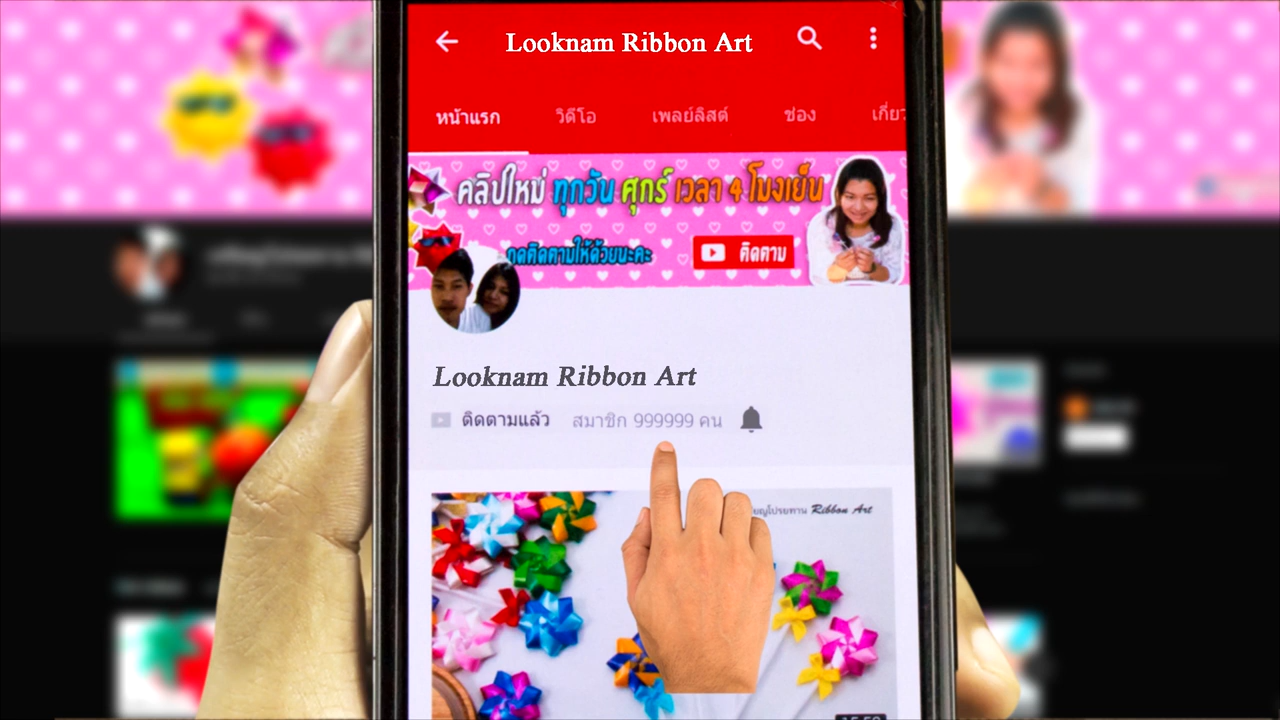 Looknam Ribbon Art
หน้าแรก วิดีโอ เพลย์ลิสต์ ช่อง
คลิปใหม่ ทุกวัน ศุกร์ เวลา 4 โมงเย็น
กดติดตามให้ด้วยนะคะ ติดตาม
Looknam Ribbon Art
ติดตามแล้ว สมาชิก 999999 คน
Ribbon Art